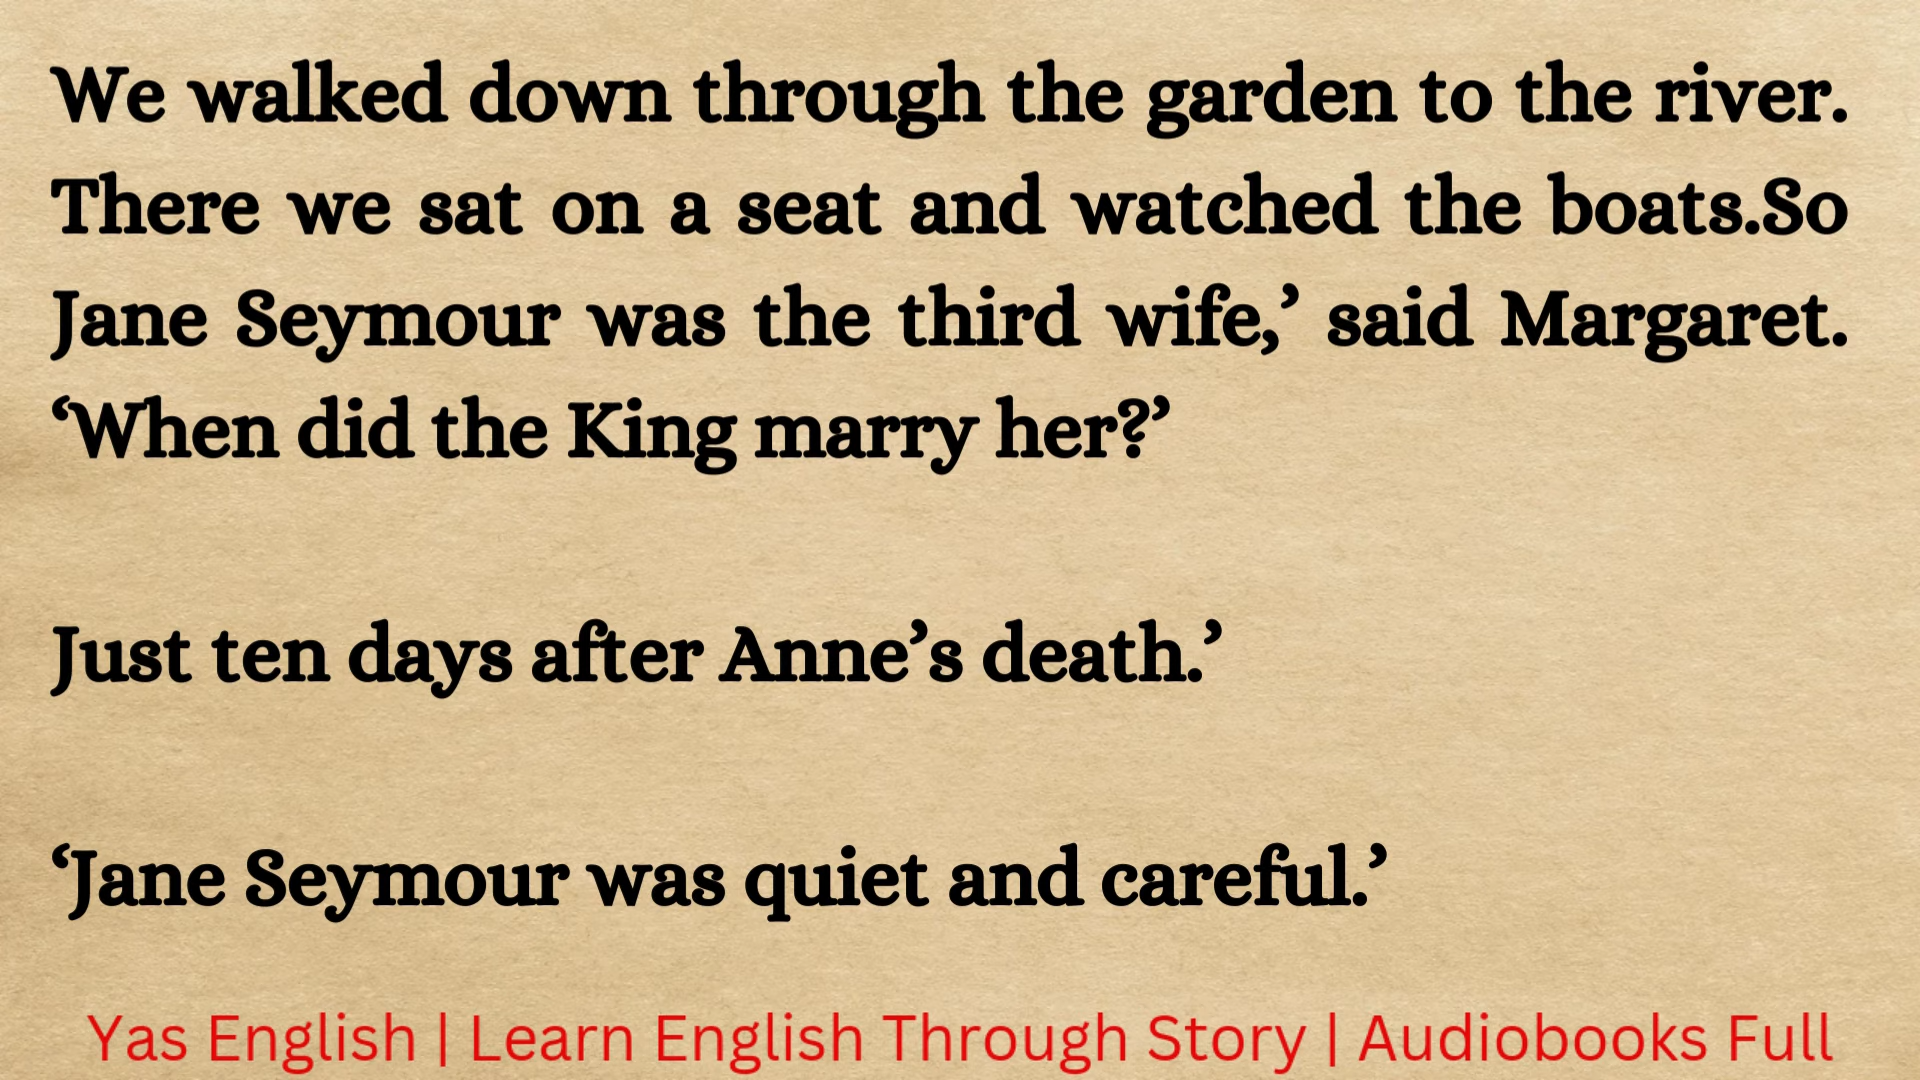 We walked down through the garden to the river.
There we sat on a seat and watched the boats.So
Jane Seymour was the third wife,’ said Margaret.
‘When did the King marry her?’
Just ten days after Anne’s death.’
‘Jane Seymour was quiet and careful.’
Yas English | Learn English Through Story | Audiobooks Full